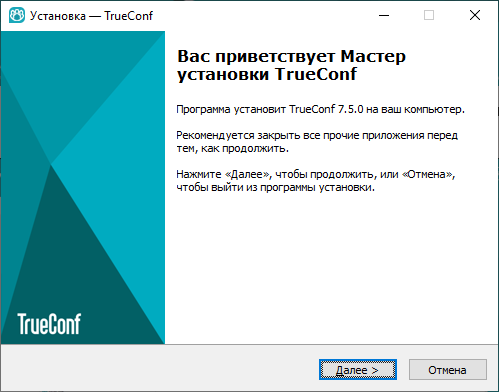 Установка — TrueConf
Вас приветствует Мастер
установки TrueConf
Программа установит TrueConf 7.5.0 на ваш компьютер.
Рекомендуется закрыть все прочие приложения перед
тем, как продолжить.
Нажмите «Далее», чтобы продолжить, или «Отмена»,
чтобы выйти из программы установки.
TrueConf
Далее >
Отмена